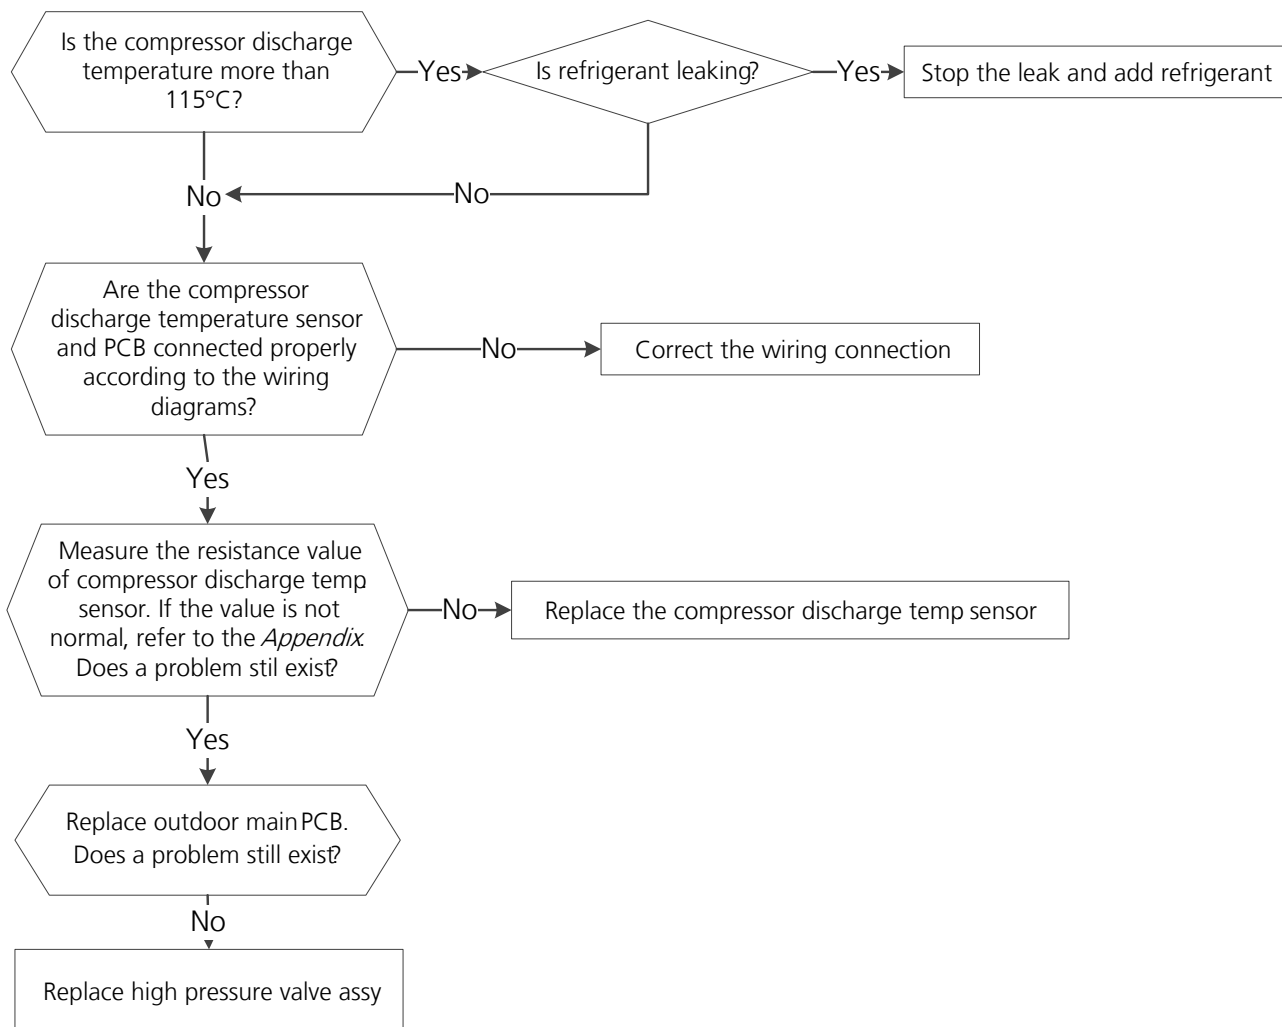 Is the compressor discharge
temperature more than
115°C?
Yes
Is refrigerant leaking?
Yes
Stop the leak and add refrigerant
No
No
Are the compressor
discharge temperature sensor
and PCB connected properly
according to the wiring
diagrams?
No
Correct the wiring connection
Yes
Measure the resistance value
of compressor discharge temp
sensor. If the value is not
normal, refer to the Appendix.
Does a problem stil exist?
No
Replace the compressor discharge temp sensor
Yes
Replace outdoor main PCB.
Does a problem still exist?
No
Replace high pressure valve assy